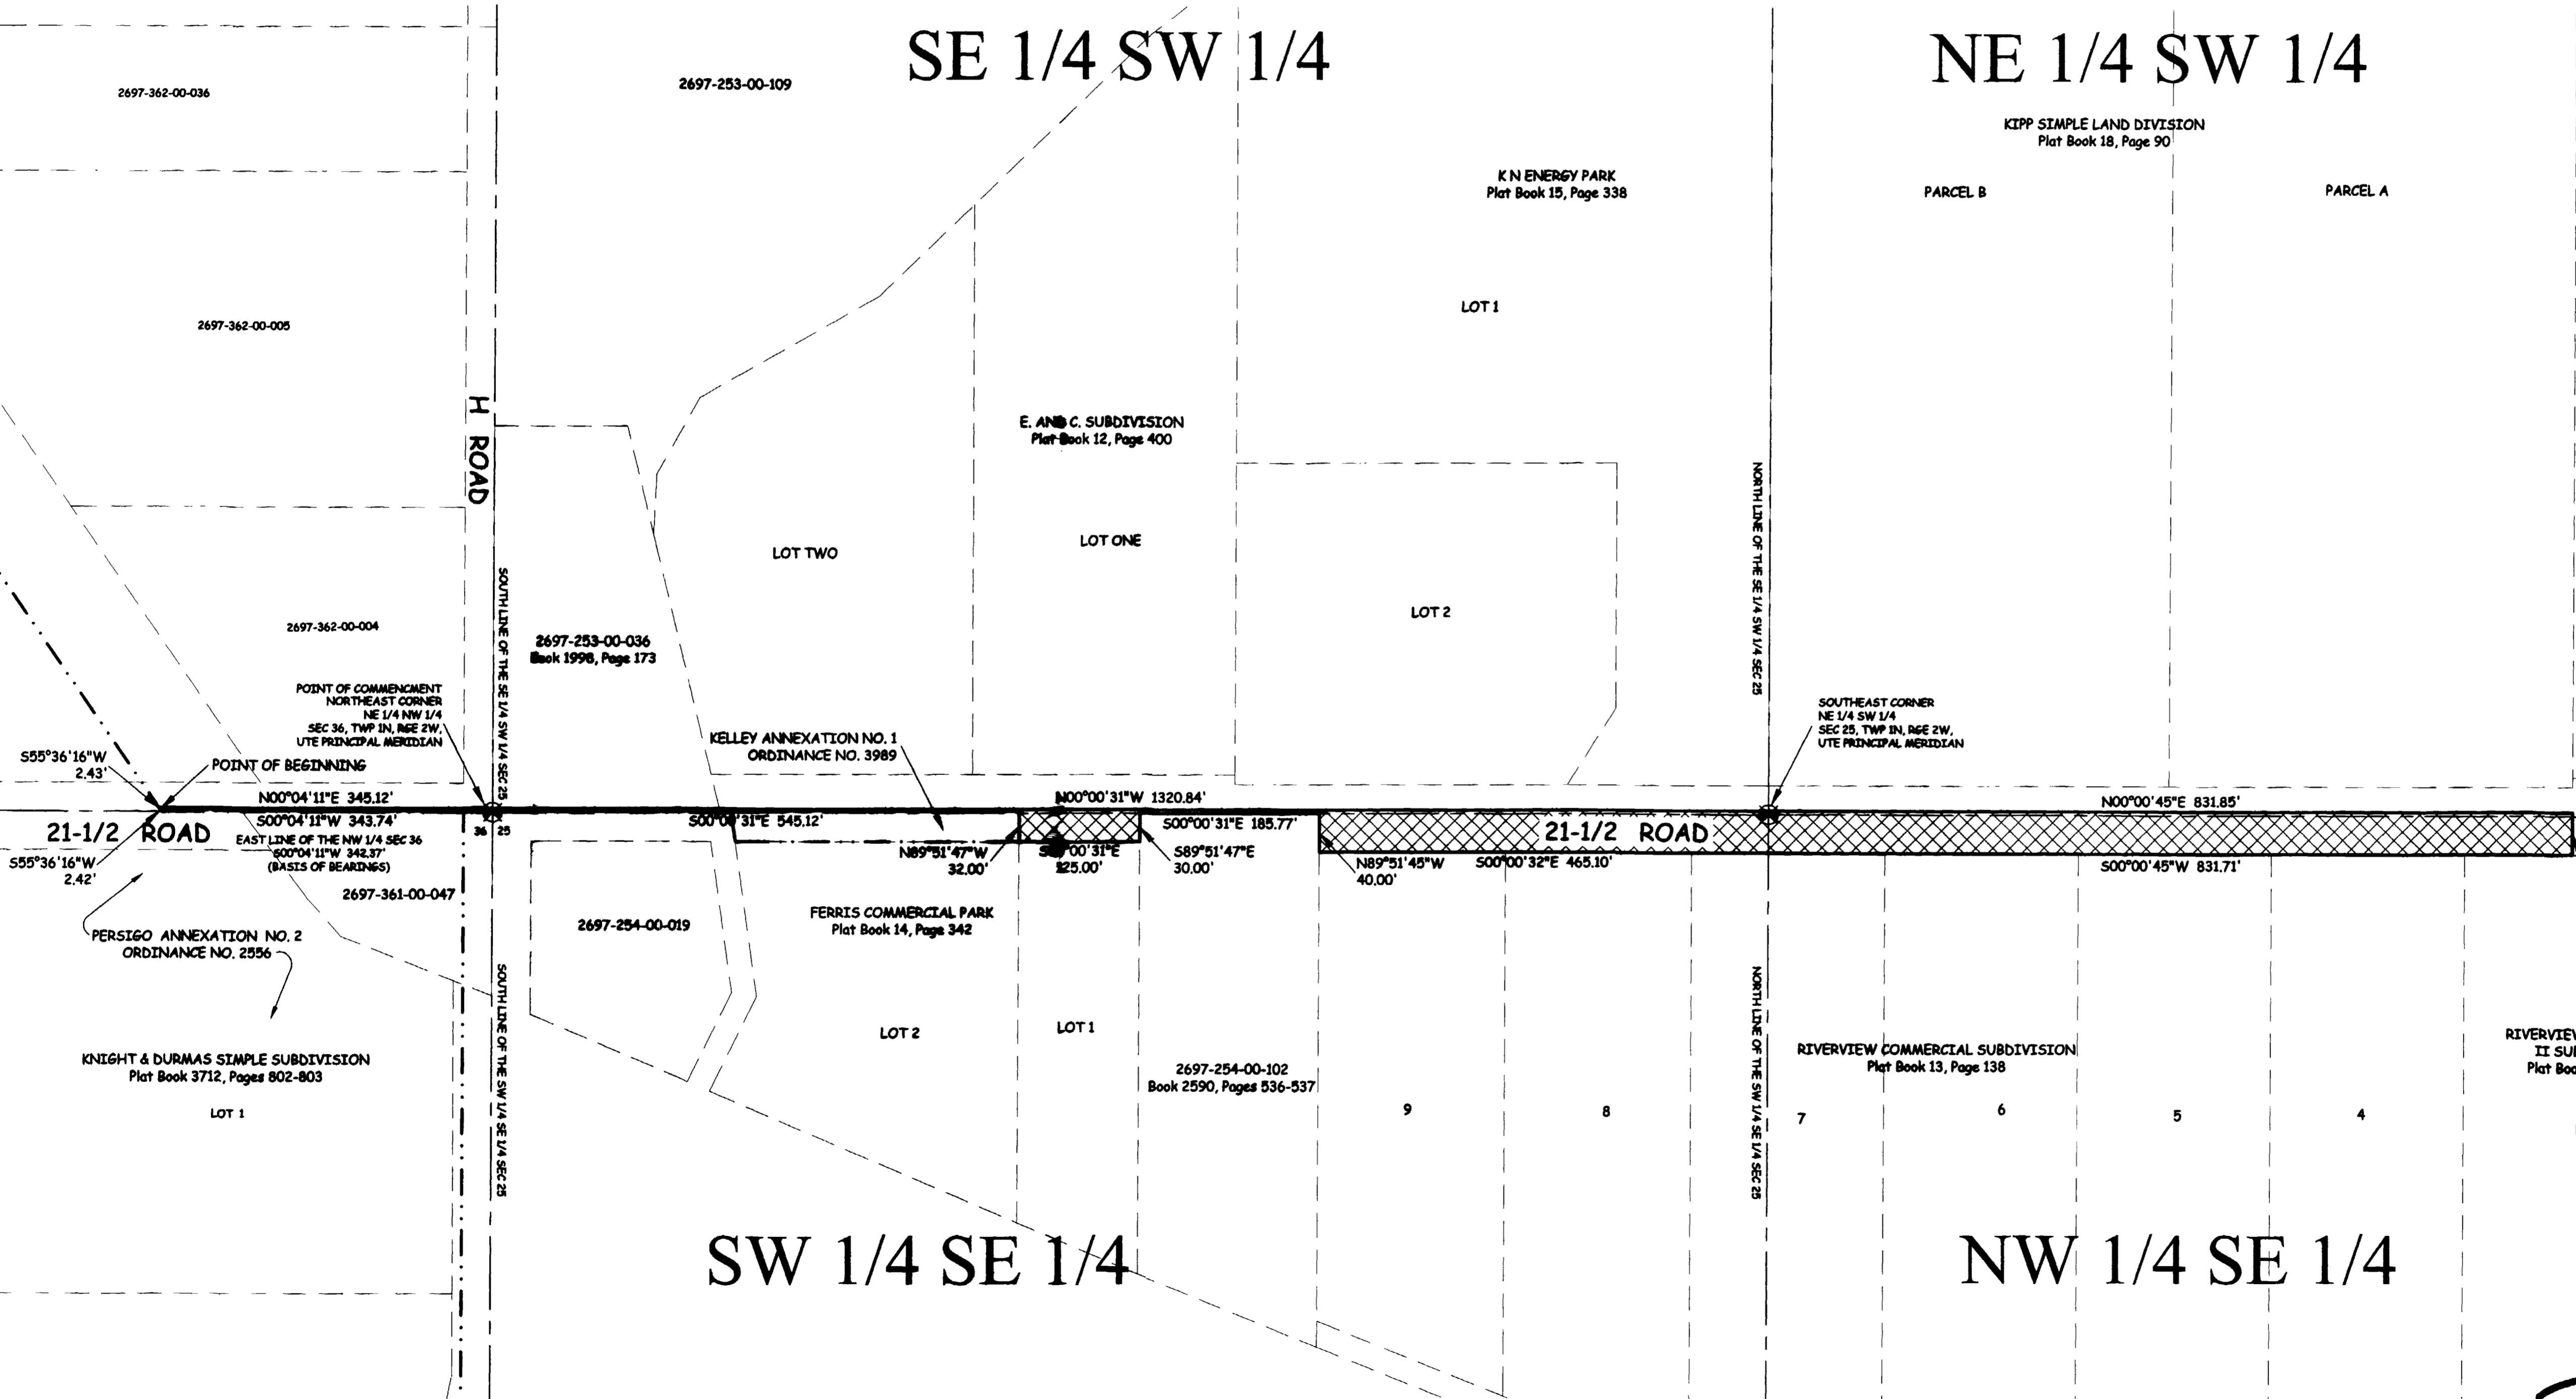 SE 1/4 SW 1/4
NE 1/4 SW 1/4
2697-362-00-036
2697-253-00-109
KIPP SIMPLE LAND DIVISION
Plat Book 18, Page 90
K N ENERGY PARK
Plat Book 15, Page 338
PARCEL B
PARCEL A
LOT 1
2697-362-00-005
H ROAD
E. AND C. SUBDIVISION
Plat Book 12, Page 400
LOT TWO
LOT ONE
LOT 2
NORTH LINE OF THE SE 1/4 SW 1/4 SEC 25
SOUTH LINE OF THE SE 1/4 SW 1/4 SEC 25
2697-362-00-004
2697-253-00-036
Book 1998, Page 173
POINT OF COMMENCMENT
NORTHEAST CORNER
NE 1/4 NW 1/4
SEC 36, TWP 1N, RGE 2W,
UTE PRINCIPAL MERIDIAN
SOUTHEAST CORNER
NE 1/4 SW 1/4
SEC 25, TWP 1N, RGE 2W,
UTE PRINCIPAL MERIDIAN
KELLEY ANNEXATION NO. 1
ORDINANCE NO. 3989
S55°36'16"W
2.43'
POINT OF BEGINNING
N00°04'11"E 345.12'
N00°00'31"W 1320.84'
N00°00'45"E 831.85'
S00°04'11"W 343.74'
S00°00'31"E 545.12'
S00°00'31"E 185.77'
21-1/2 ROAD
36 25
21-1/2 ROAD
EAST LINE OF THE NW 1/4 SEC 36
S00°04'11"W 342.37'
(BASIS OF BEARINGS)
S55°36'16"W
2.42'
N89°51'47"W
32.00'
00'31"E
125.00'
S89°51'47"E
30.00'
N89°51'45"W
40.00'
S00°00'32"E 465.10'
S00°00'45"W 831.71'
2697-361-00-047
PERSIGO ANNEXATION NO. 2
ORDINANCE NO. 2556
2697-254-00-019
FERRIS COMMERCIAL PARK
Plat Book 14, Page 342
SOUTH LINE OF THE SW 1/4 SE 1/4 SEC 25
NORTH LINE OF THE SW 1/4 SE 1/4 SEC 25
LOT 2
LOT 1
KNIGHT & DURMAS SIMPLE SUBDIVISION
Plat Book 3712, Pages 802-803
LOT 1
2697-254-00-102
Book 2590, Pages 536-537
RIVERVIEW COMMERCIAL SUBDIVISION
Plat Book 13, Page 138
RIVERVIEW
II SU
Plat Boo
9
8
7
6
5
4
SW 1/4 SE 1/4
NW 1/4 SE 1/4